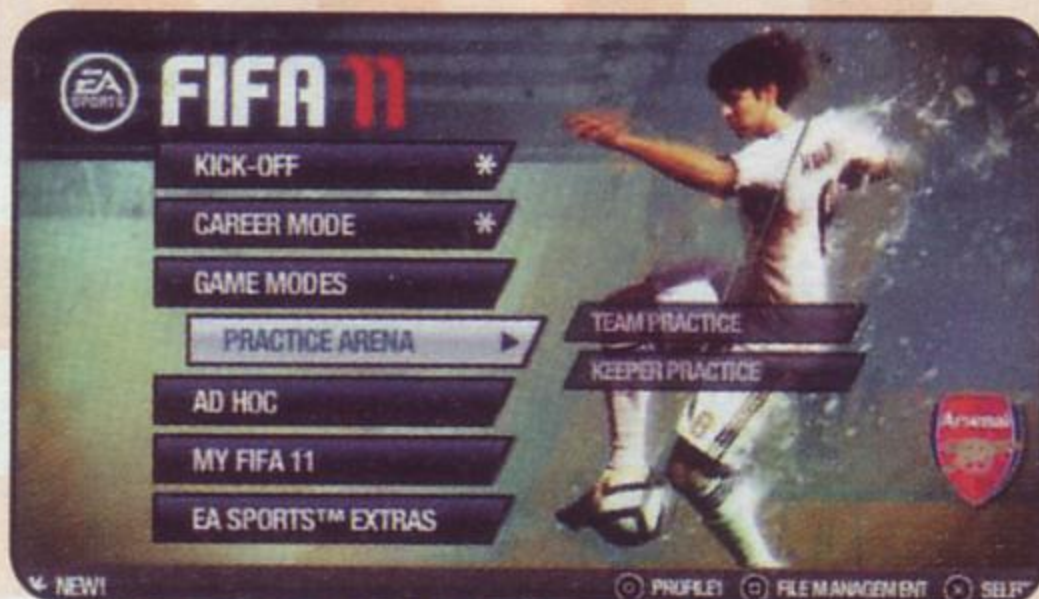 EA
SPORTS
FIFA 11
KICK-OFF *
CAREER MODE *
GAME MODES
PRACTICE ARENA
TEAM PRACTICE
KEEPER PRACTICE
AD HOC
MY FIFA 11
EA SPORTS™ EXTRAS
Arsenal
* NEW!
PROFILE1 FILE MANAGEMENT